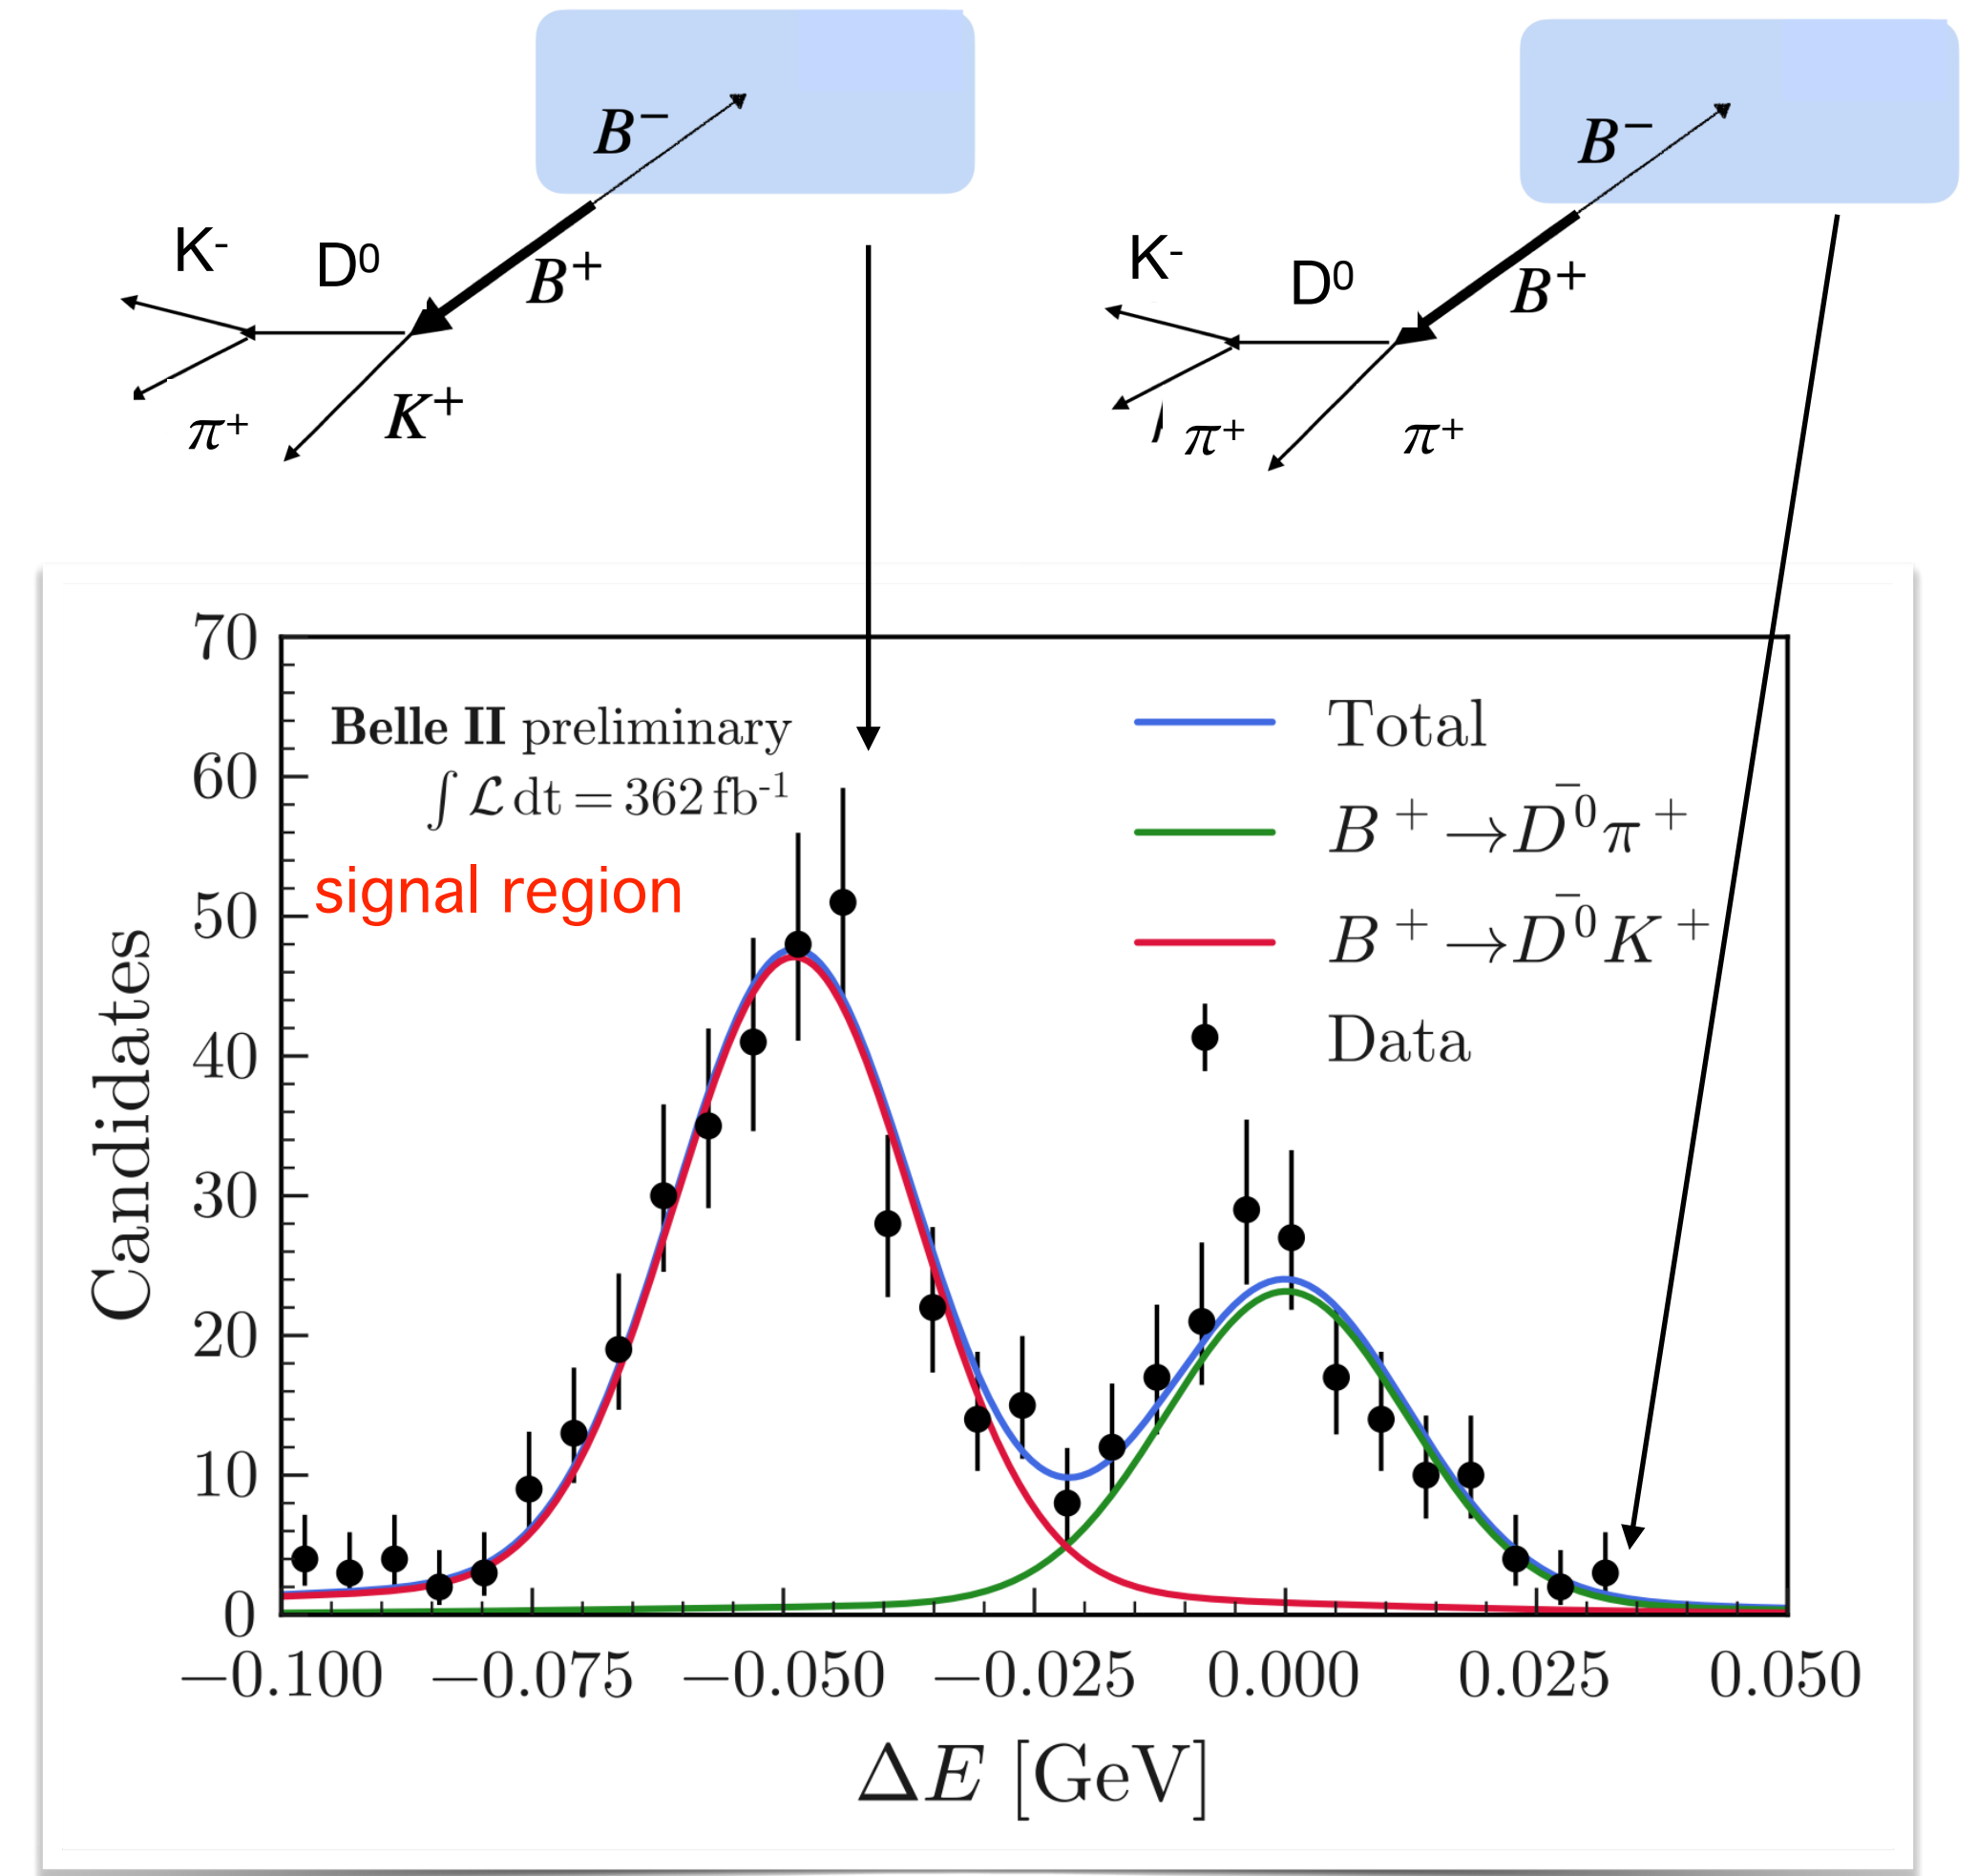 B⁻
B⁻
K⁻ D⁰ B⁺
K⁻ D⁰ B⁺
π⁺ K⁺
π⁺ π⁺
70
60
50
40
30
20
10
0
Candidates
Belle II preliminary
∫ ℒ dt = 362 fb⁻¹
signal region
Total
B⁺→D̄⁰π⁺
B⁺→D̄⁰K⁺
Data
−0.100 −0.075 −0.050 −0.025 0.000 0.025 0.050
ΔE [GeV]